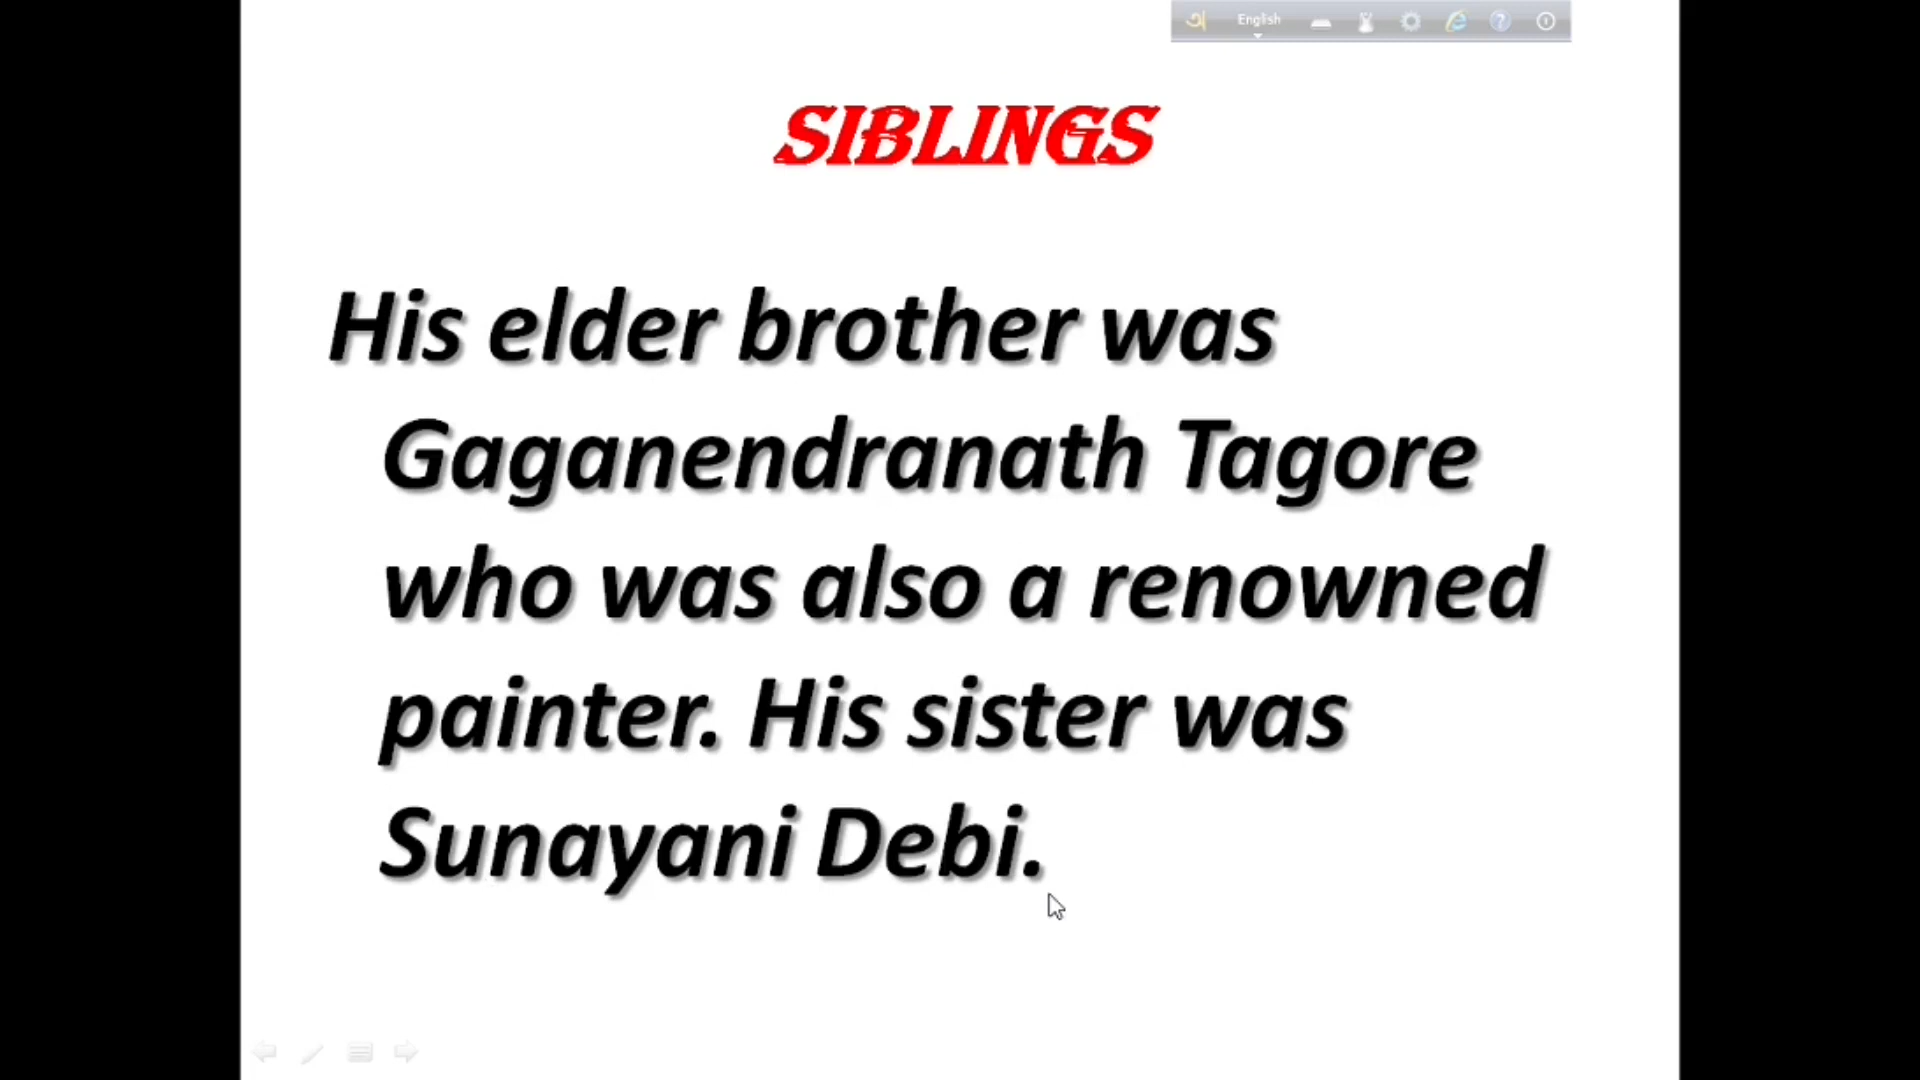 অ English
SIBLINGS
His elder brother was
Gaganendranath Tagore
who was also a renowned
painter. His sister was
Sunayani Debi.